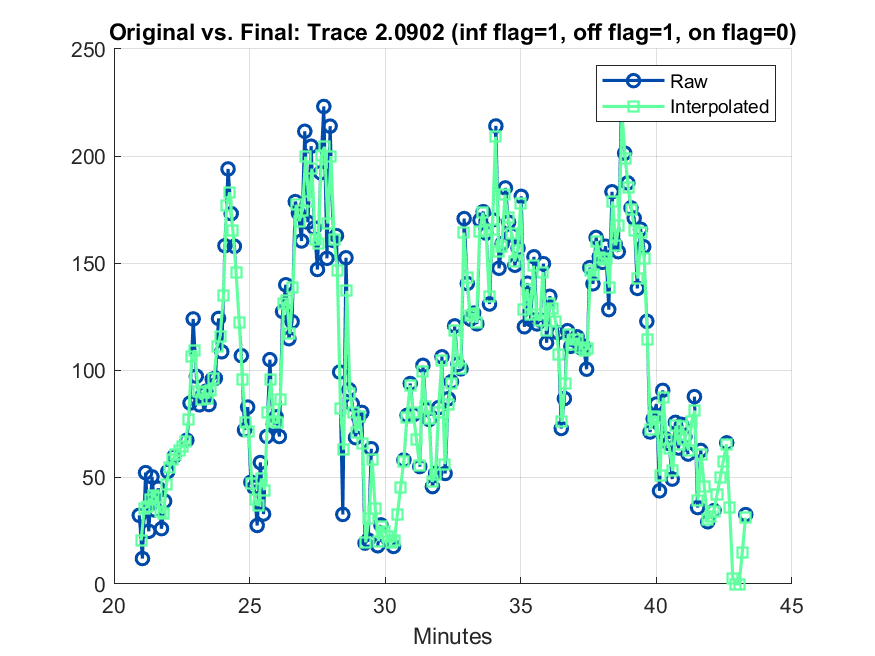 Original vs. Final: Trace 2.0902 (inf flag=1, off flag=1, on flag=0)
250
200
150
100
50
0
Raw
Interpolated
20 25 30 35 40 45
Minutes